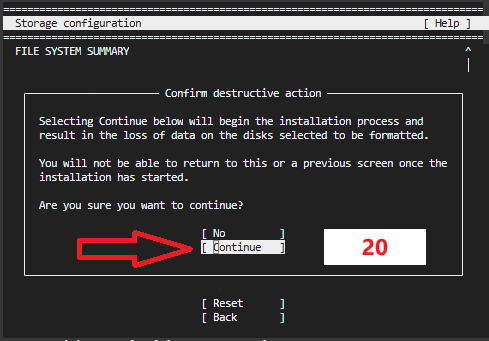 Storage configuration [ Help ]
FILE SYSTEM SUMMARY ^
Confirm destructive action
Selecting Continue below will begin the installation process and
result in the loss of data on the disks selected to be formatted.
You will not be able to return to this or a previous screen once the
installation has started.
Are you sure you want to continue?
[ No ]
[ Continue ]
20
[ Reset ]
[ Back ]